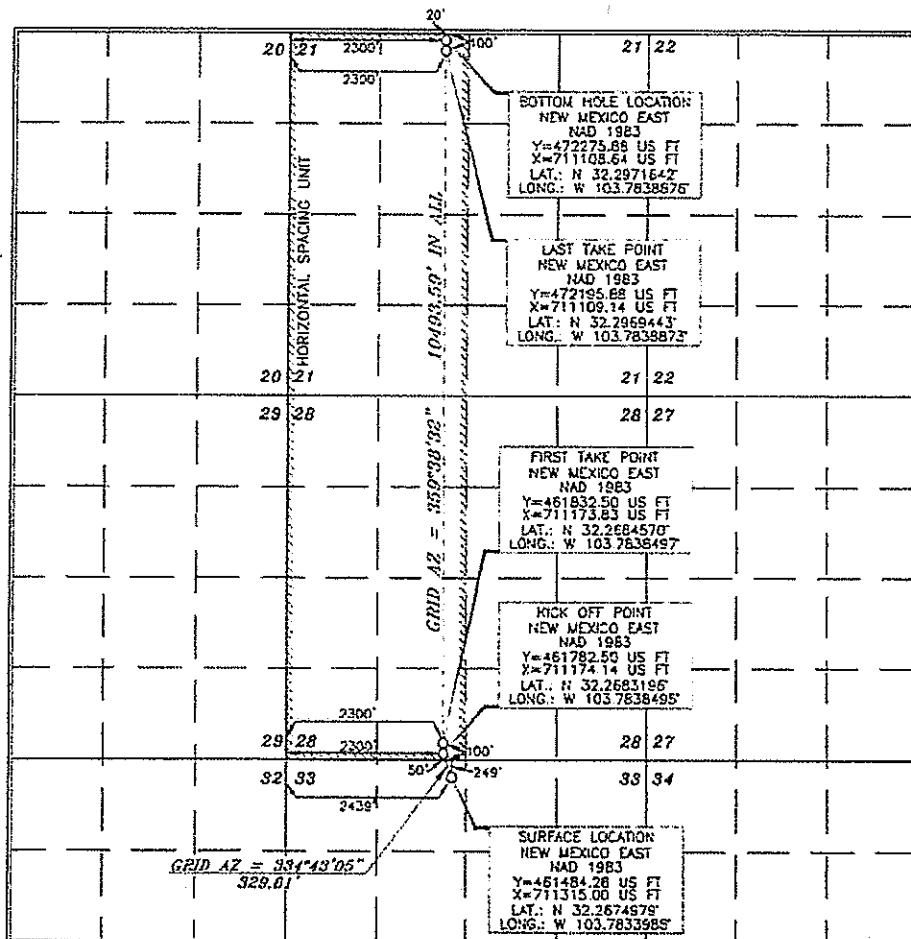 20'
20 21
2300'
100'
21 22
2300'
BOTTOM HOLE LOCATION
NEW MEXICO EAST
NAD 1983
Y=472275.88 US FT
X=711108.64 US FT
LAT.: N 32.2971642°
LONG.: W 103.7838876°
HORIZONTAL SPACING UNIT
10493.59' IN ALL
LAST TAKE POINT
NEW MEXICO EAST
NAD 1983
Y=472195.88 US FT
X=711109.14 US FT
LAT.: N 32.2969443°
LONG.: W 103.7838873°
20 21
21 22
29 28
28 27
GRID AZ = 359°38'32"
FIRST TAKE POINT
NEW MEXICO EAST
NAD 1983
Y=461832.50 US FT
X=711173.83 US FT
LAT.: N 32.2684570°
LONG.: W 103.7838497°
KICK OFF POINT
NEW MEXICO EAST
NAD 1983
Y=461782.50 US FT
X=711174.14 US FT
LAT.: N 32.2683196°
LONG.: W 103.7838495°
2300'
29 28
2300'
100'
28 27
50'
249'
32 33
33 34
2439'
GRID AZ = 334°43'05"
329.81'
SURFACE LOCATION
NEW MEXICO EAST
NAD 1983
Y=461484.28 US FT
X=711315.00 US FT
LAT.: N 32.2674979°
LONG.: W 103.7833985°